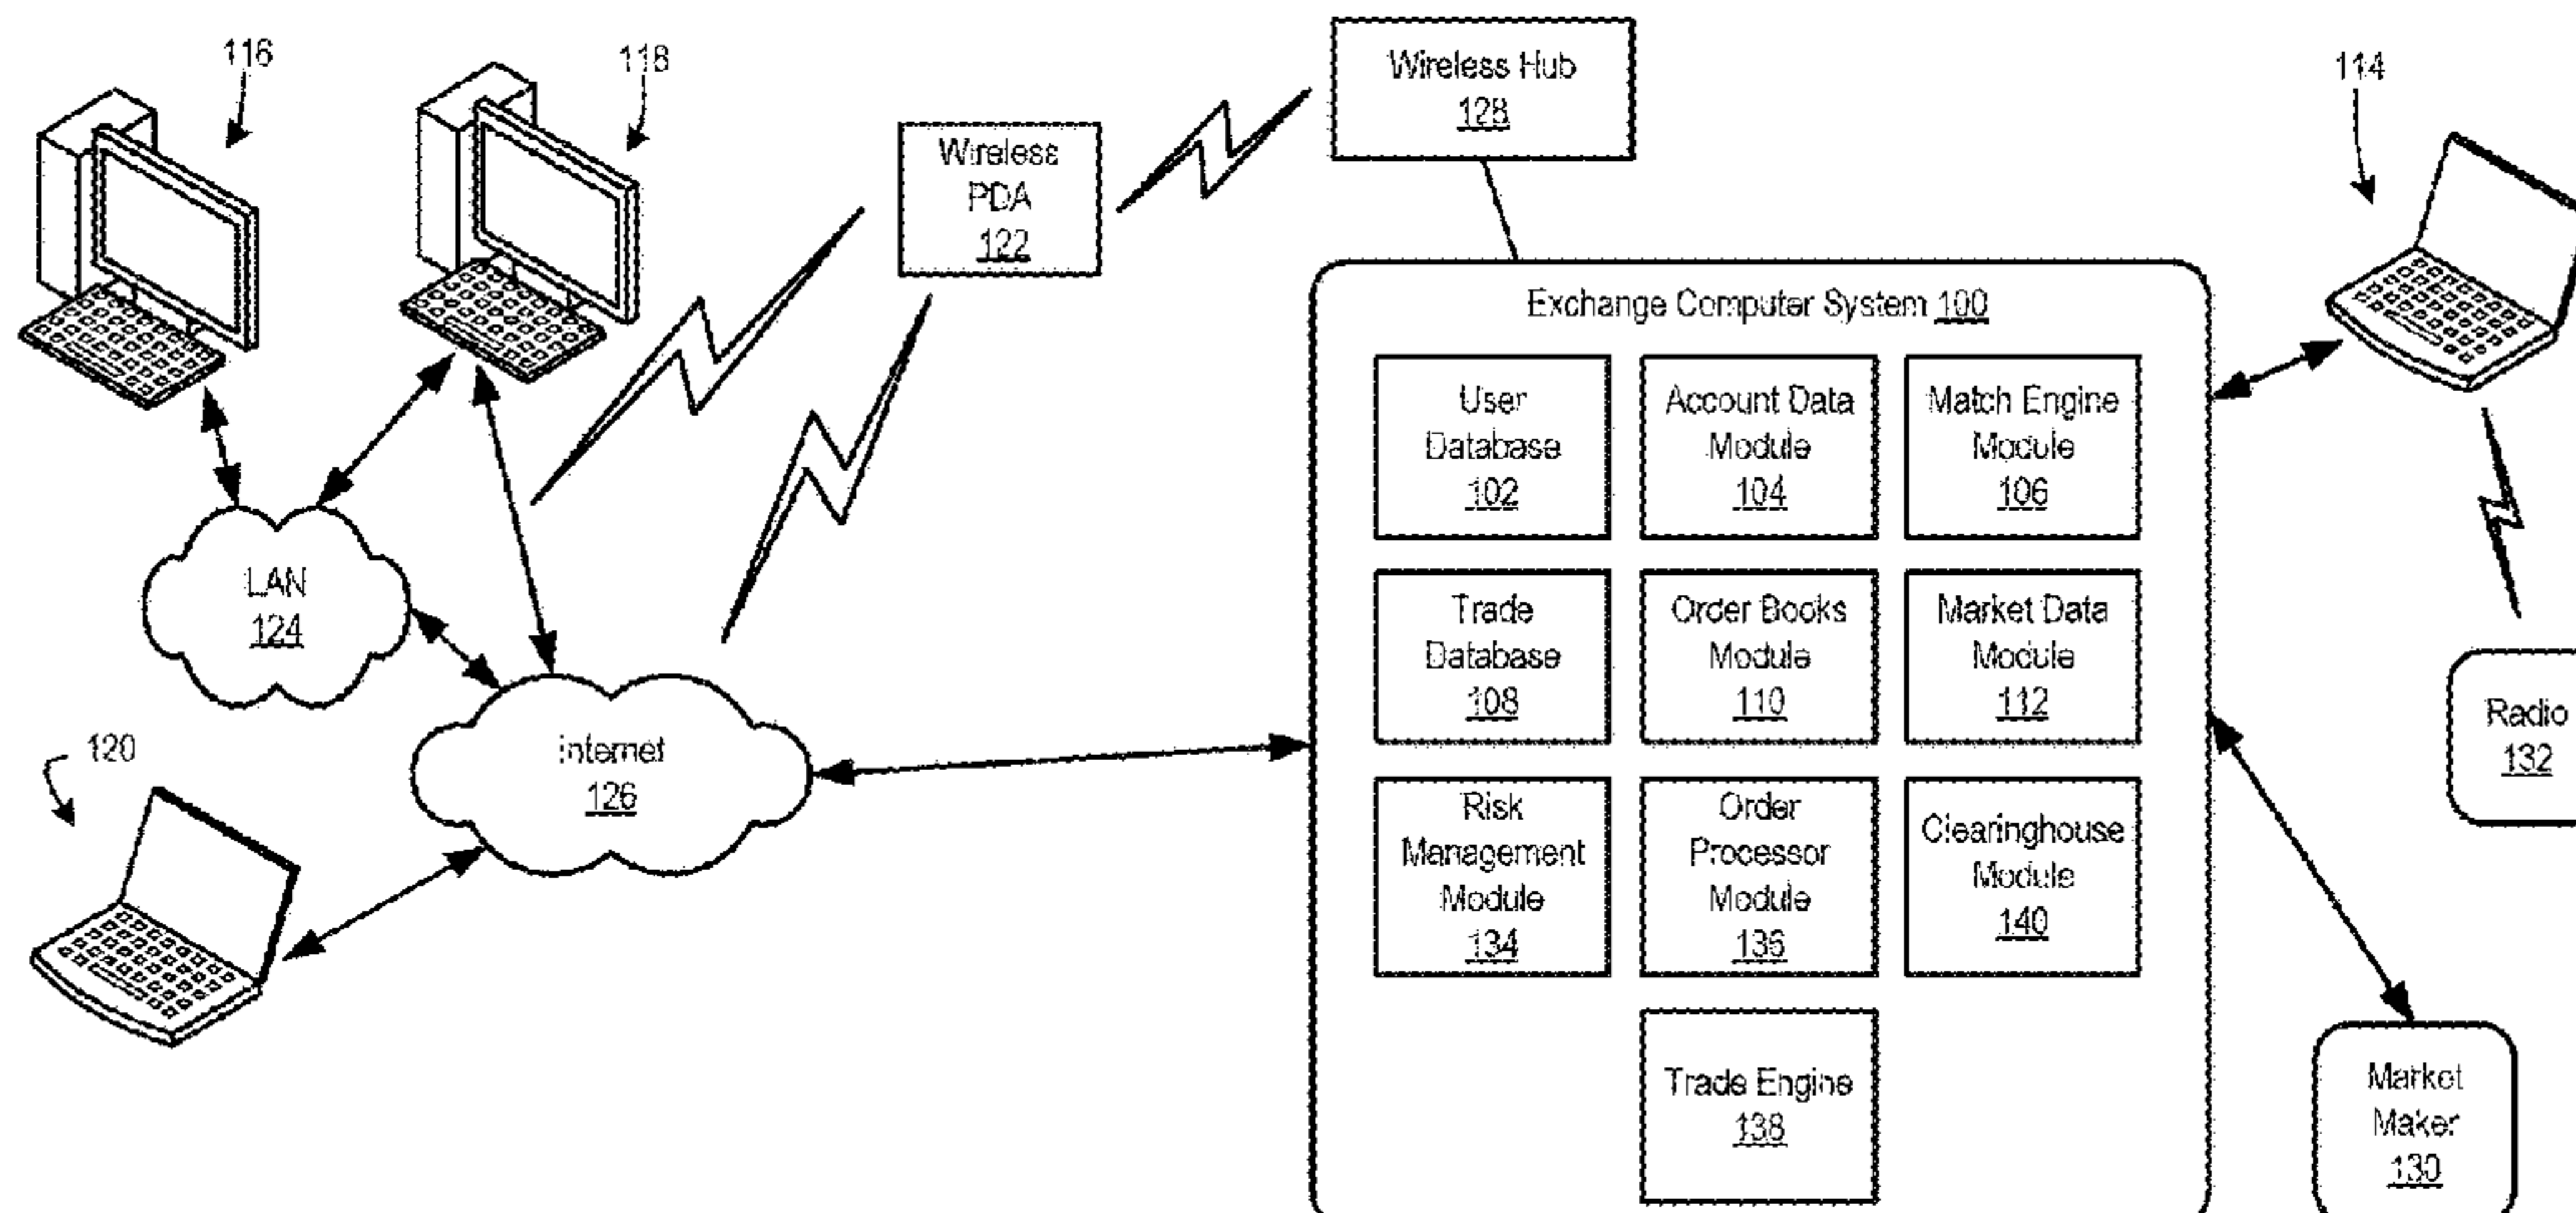 116
118
Wireless Hub
128
114
Wireless
PDA
122
Exchange Computer System 100
User
Database
102
Account Data
Module
104
Match Engine
Module
106
LAN
124
Trade
Database
108
Order Books
Module
110
Market Data
Module
112
Radio
132
120
Internet
126
Risk
Management
Module
134
Order
Processor
Module
136
Clearinghouse
Module
140
Trade Engine
138
Market
Maker
130